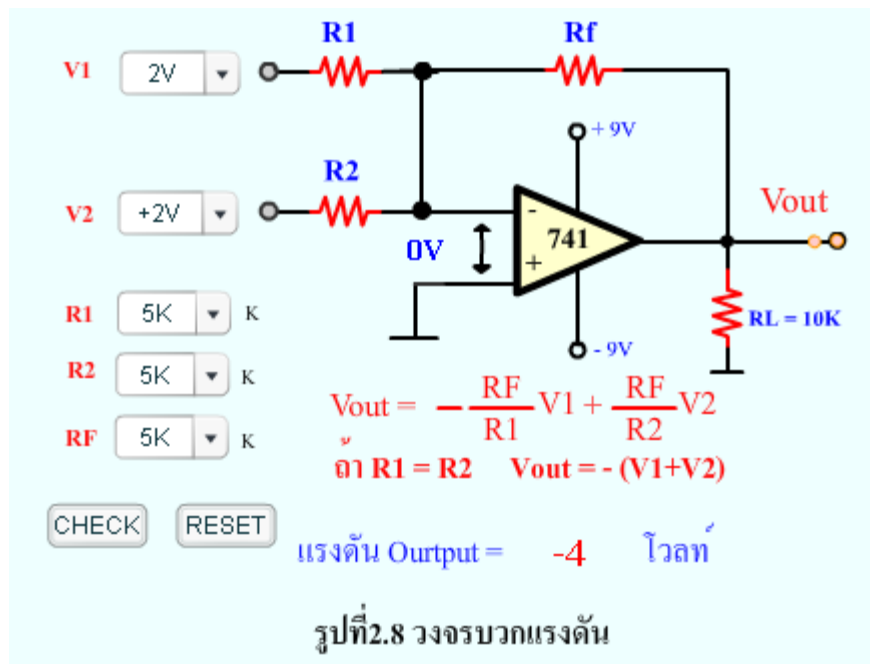 R1
Rf
V1 2V
+ 9V
R2
V2 +2V
Vout
-
741
0V
+
R1 5K K
RL = 10K
- 9V
R2 5K K
Vout = - RF/R1 V1 + RF/R2 V2
RF 5K K
ถ้า R1 = R2 Vout = - (V1+V2)
CHECK RESET
แรงดัน Ourtput = -4 โวลท์
รูปที่2.8 วงจรบวกแรงดัน